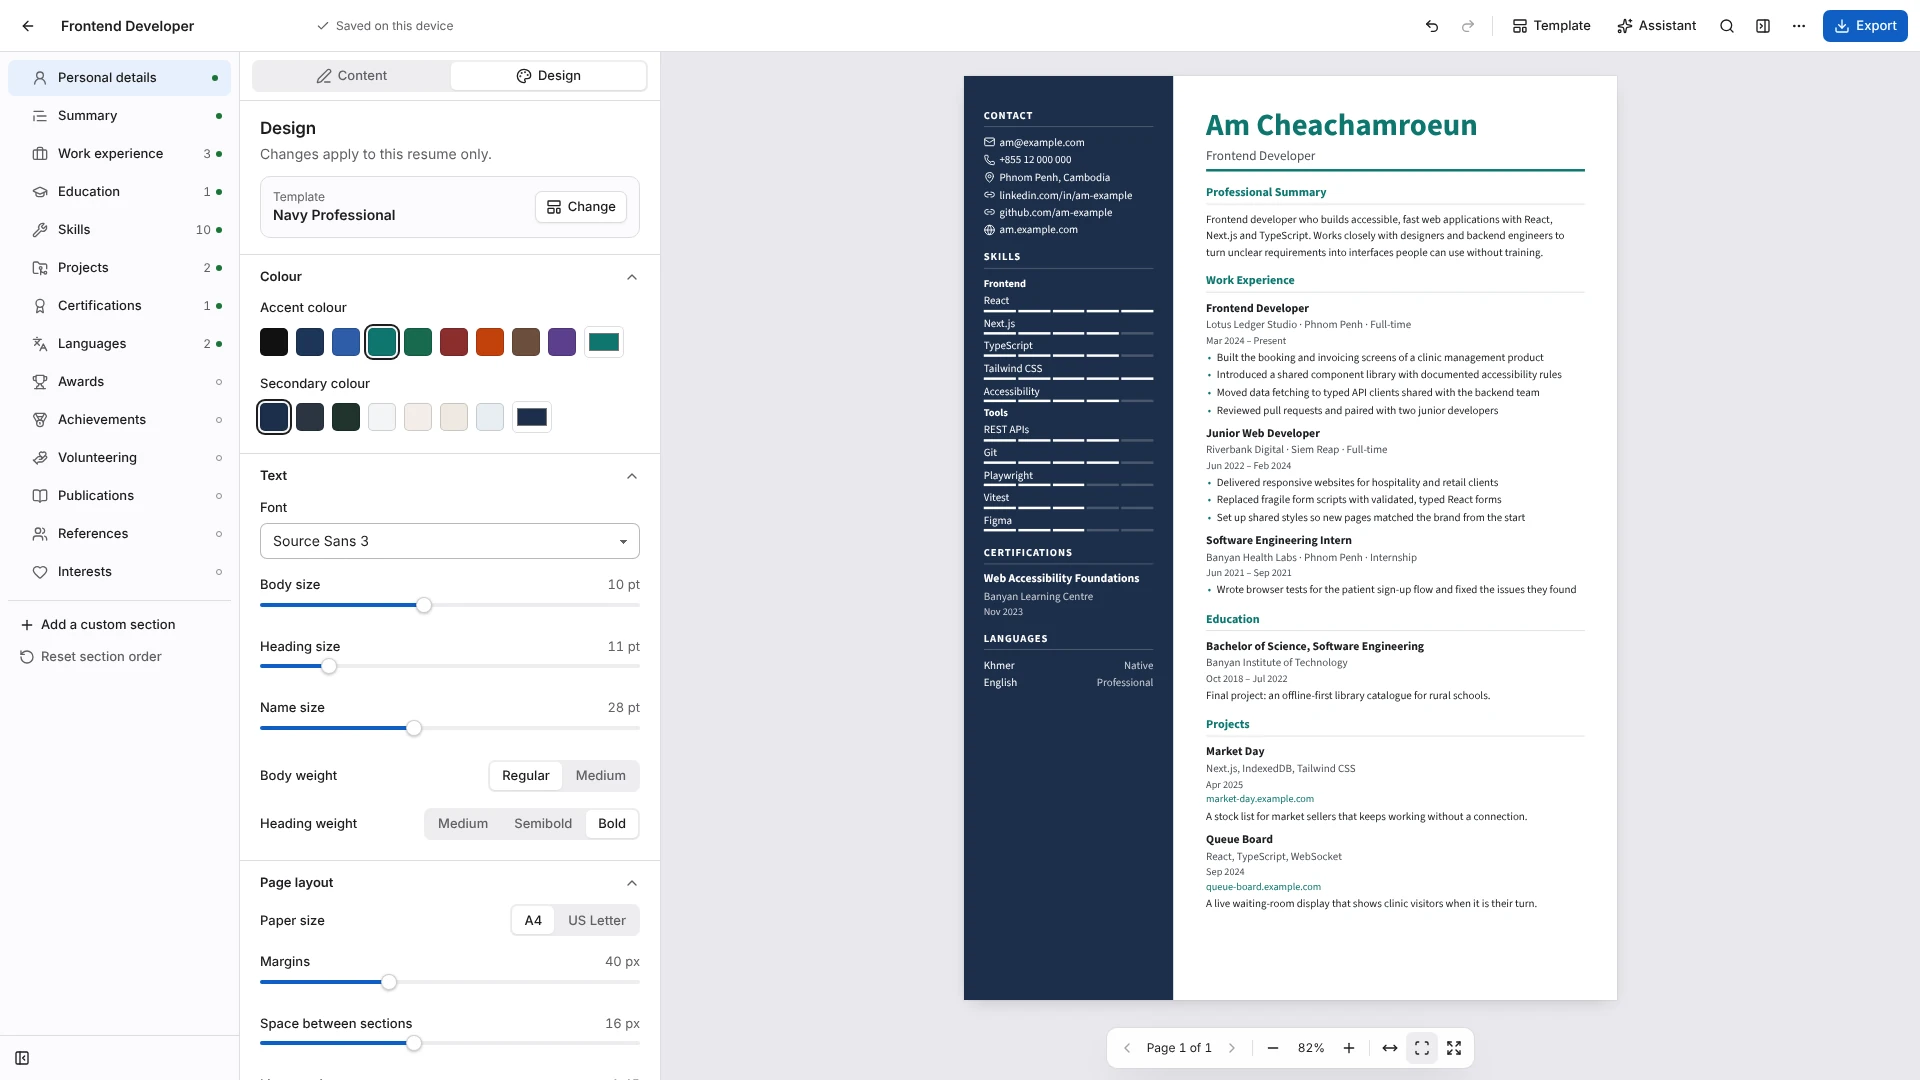 Frontend Developer
Saved on this device
Template
Assistant
Export
Personal details
Summary
Work experience 3
Education 1
Skills 10
Projects 2
Certifications 1
Languages 2
Awards
Achievements
Volunteering
Publications
References
Interests
Add a custom section
Reset section order
Content
Design
Design
Changes apply to this resume only.
Template
Navy Professional
Change
Colour
Accent colour
Secondary colour
Text
Font
Source Sans 3
Body size 10 pt
Heading size 11 pt
Name size 28 pt
Body weight Regular Medium
Heading weight Medium Semibold Bold
Page layout
Paper size A4 US Letter
Margins 40 px
Space between sections 16 px
CONTACT
am@example.com
+855 12 000 000
Phnom Penh, Cambodia
linkedin.com/in/am-example
github.com/am-example
am.example.com
SKILLS
Frontend
React
Next.js
TypeScript
Tailwind CSS
Accessibility
Tools
REST APIs
Git
Playwright
Vitest
Figma
CERTIFICATIONS
Web Accessibility Foundations
Banyan Learning Centre
Nov 2023
LANGUAGES
Khmer Native
English Professional
Am Cheachamroeun
Frontend Developer
Professional Summary
Frontend developer who builds accessible, fast web applications with React,
Next.js and TypeScript. Works closely with designers and backend engineers to
turn unclear requirements into interfaces people can use without training.
Work Experience
Frontend Developer
Lotus Ledger Studio · Phnom Penh · Full-time
Mar 2024 – Present
• Built the booking and invoicing screens of a clinic management product
• Introduced a shared component library with documented accessibility rules
• Moved data fetching to typed API clients shared with the backend team
• Reviewed pull requests and paired with two junior developers
Junior Web Developer
Riverbank Digital · Siem Reap · Full-time
Jun 2022 – Feb 2024
• Delivered responsive websites for hospitality and retail clients
• Replaced fragile form scripts with validated, typed React forms
• Set up shared styles so new pages matched the brand from the start
Software Engineering Intern
Banyan Health Labs · Phnom Penh · Internship
Jun 2021 – Sep 2021
• Wrote browser tests for the patient sign-up flow and fixed the issues they found
Education
Bachelor of Science, Software Engineering
Banyan Institute of Technology
Oct 2018 – Jul 2022
Final project: an offline-first library catalogue for rural schools.
Projects
Market Day
Next.js, IndexedDB, Tailwind CSS
Apr 2025
market-day.example.com
A stock list for market sellers that keeps working without a connection.
Queue Board
React, TypeScript, WebSocket
Sep 2024
queue-board.example.com
A live waiting-room display that shows clinic visitors when it is their turn.
Page 1 of 1
82%